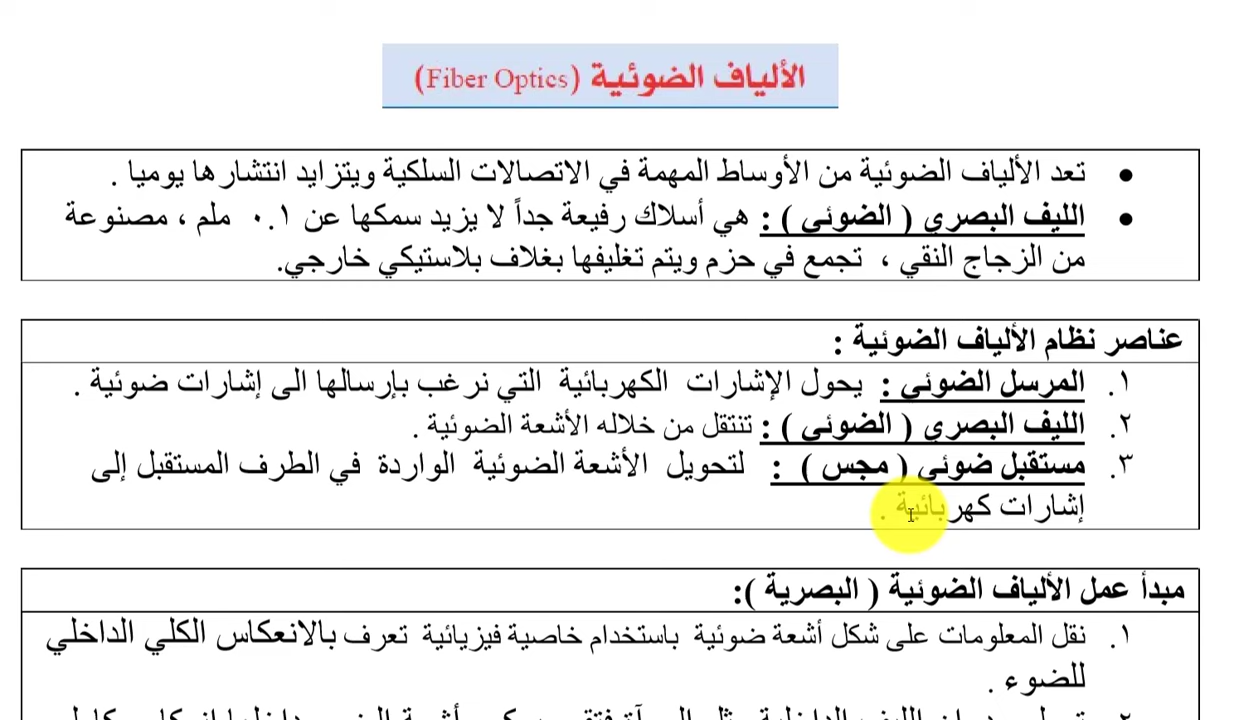 الألياف الضوئية (Fiber Optics)
• تعد الألياف الضوئية من الأوساط المهمة في الاتصالات السلكية ويتزايد انتشارها يوميا .
• الليف البصري ( الضوئي ) : هي أسلاك رفيعة جداً لا يزيد سمكها عن ٠.١ ملم ، مصنوعة
من الزجاج النقي ، تجمع في حزم ويتم تغليفها بغلاف بلاستيكي خارجي.
عناصر نظام الألياف الضوئية :
١. المرسل الضوئي : يحول الإشارات الكهربائية التي نرغب بإرسالها الى إشارات ضوئية .
٢. الليف البصري ( الضوئي ) : تنتقل من خلاله الأشعة الضوئية .
٣. مستقبل ضوئي ( مجس ) : لتحويل الأشعة الضوئية الواردة في الطرف المستقبل إلى
إشارات كهربائية .
مبدأ عمل الألياف الضوئية ( البصرية ):
١. نقل المعلومات على شكل أشعة ضوئية باستخدام خاصية فيزيائية تعرف بالانعكاس الكلي الداخلي
للضوء .